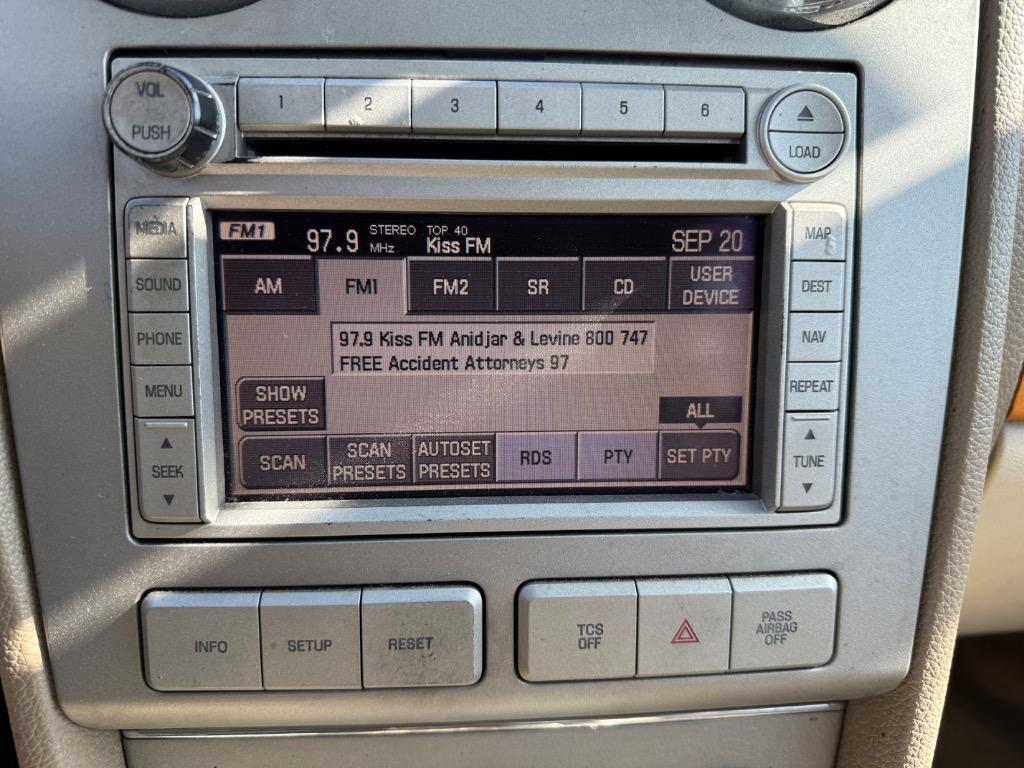 VOL
PUSH
1 2 3 4 5 6
LOAD
MEDIA
SOUND
PHONE
MENU
SEEK
FM1 97.9 MHz STEREO TOP 40 Kiss FM SEP 20
AM FM1 FM2 SR CD USER DEVICE
97.9 Kiss FM Anidjar & Levine 800 747
FREE Accident Attorneys 97
SHOW
PRESETS
ALL
SCAN SCAN PRESETS AUTOSET PRESETS RDS PTY SET PTY
MAP
DEST
NAV
REPEAT
TUNE
INFO SETUP RESET
TCS
OFF
PASS
AIRBAG
OFF